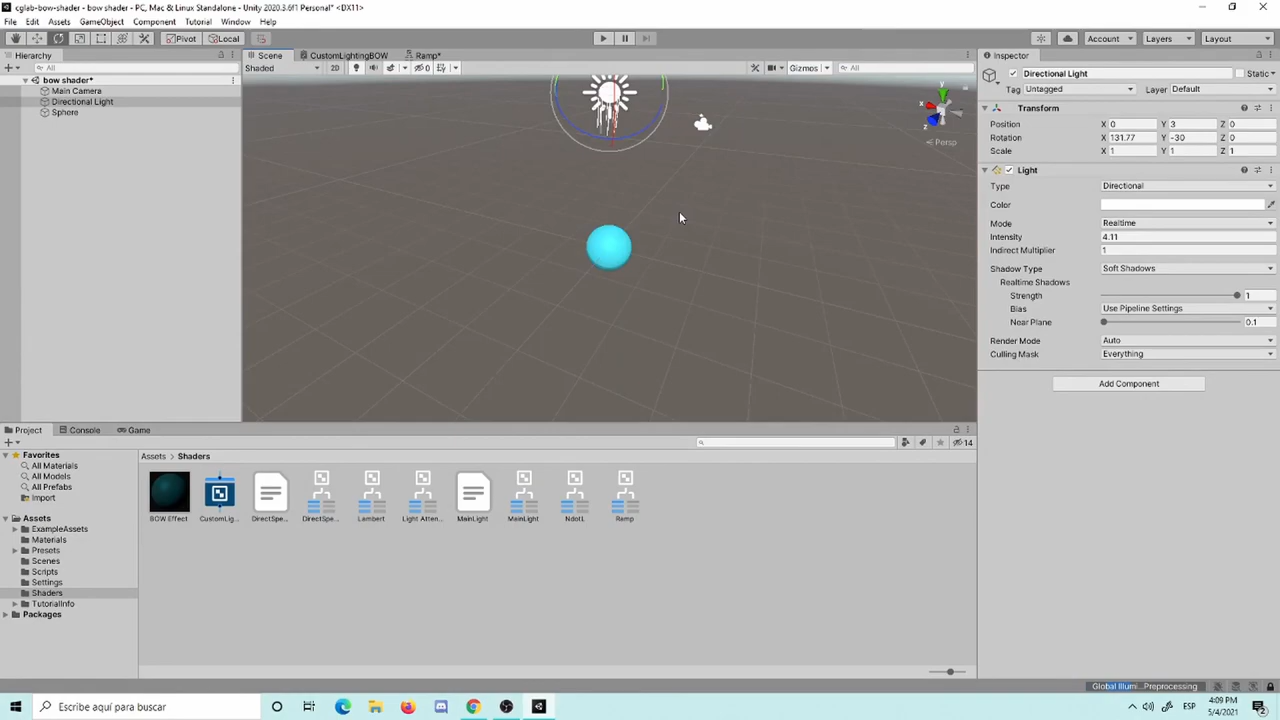 cglab-bow-shader - bow shader - PC, Mac & Linux Standalone - Unity 2020.3.6f1 Personal* <DX11>
File Edit Assets GameObject Component Tutorial Window Help
Pivot Local Account Layers Layout
Hierarchy
All
bow shader*
Main Camera
Directional Light
Sphere
Scene CustomLightingBOW Ramp*
Shaded 2D 0 Gizmos All
y
x
z
Persp
Inspector
Directional Light Static
Tag Untagged Layer Default
Transform
Position X 0 Y 3 Z 0
Rotation X 131.77 Y -30 Z 0
Scale X 1 Y 1 Z 1
Light
Type Directional
Color
Mode Realtime
Intensity 4.11
Indirect Multiplier 1
Shadow Type Soft Shadows
Realtime Shadows
Strength 1
Bias Use Pipeline Settings
Near Plane 0.1
Render Mode Auto
Culling Mask Everything
Add Component
Project Console Game
14
Favorites
All Materials
All Models
All Prefabs
Import
Assets
ExampleAssets
Materials
Presets
Scenes
Scripts
Settings
Shaders
TutorialInfo
Packages
Assets > Shaders
BOW Effect CustomLig... DirectSpe... DirectSpe... Lambert Light Atten... MainLight MainLight NdotL Ramp
Global Illumi...Preprocessing
Escribe aquí para buscar
ESP
4:09 PM
5/4/2021
2